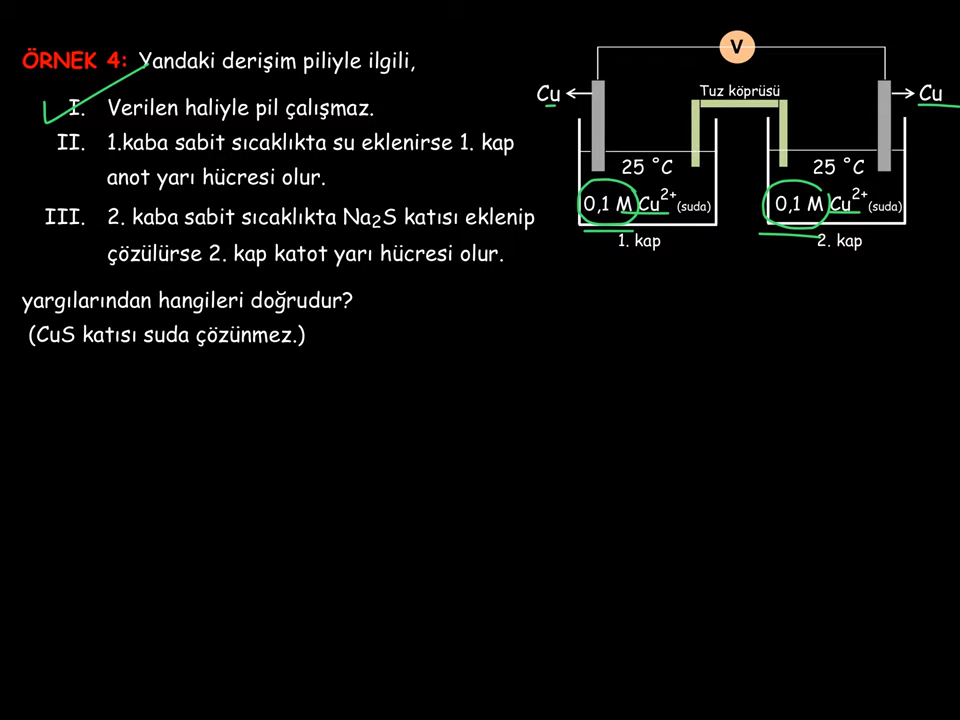 ÖRNEK 4: Yandaki derişim piliyle ilgili,
I. Verilen haliyle pil çalışmaz.
II. 1.kaba sabit sıcaklıkta su eklenirse 1. kap
anot yarı hücresi olur.
III. 2. kaba sabit sıcaklıkta Na₂S katısı eklenip
çözülürse 2. kap katot yarı hücresi olur.
yargılarından hangileri doğrudur?
(CuS katısı suda çözünmez.)
V
Cu
Tuz köprüsü
Cu
25 °C
25 °C
0,1 M Cu²⁺(suda)
0,1 M Cu²⁺(suda)
1. kap
2. kap